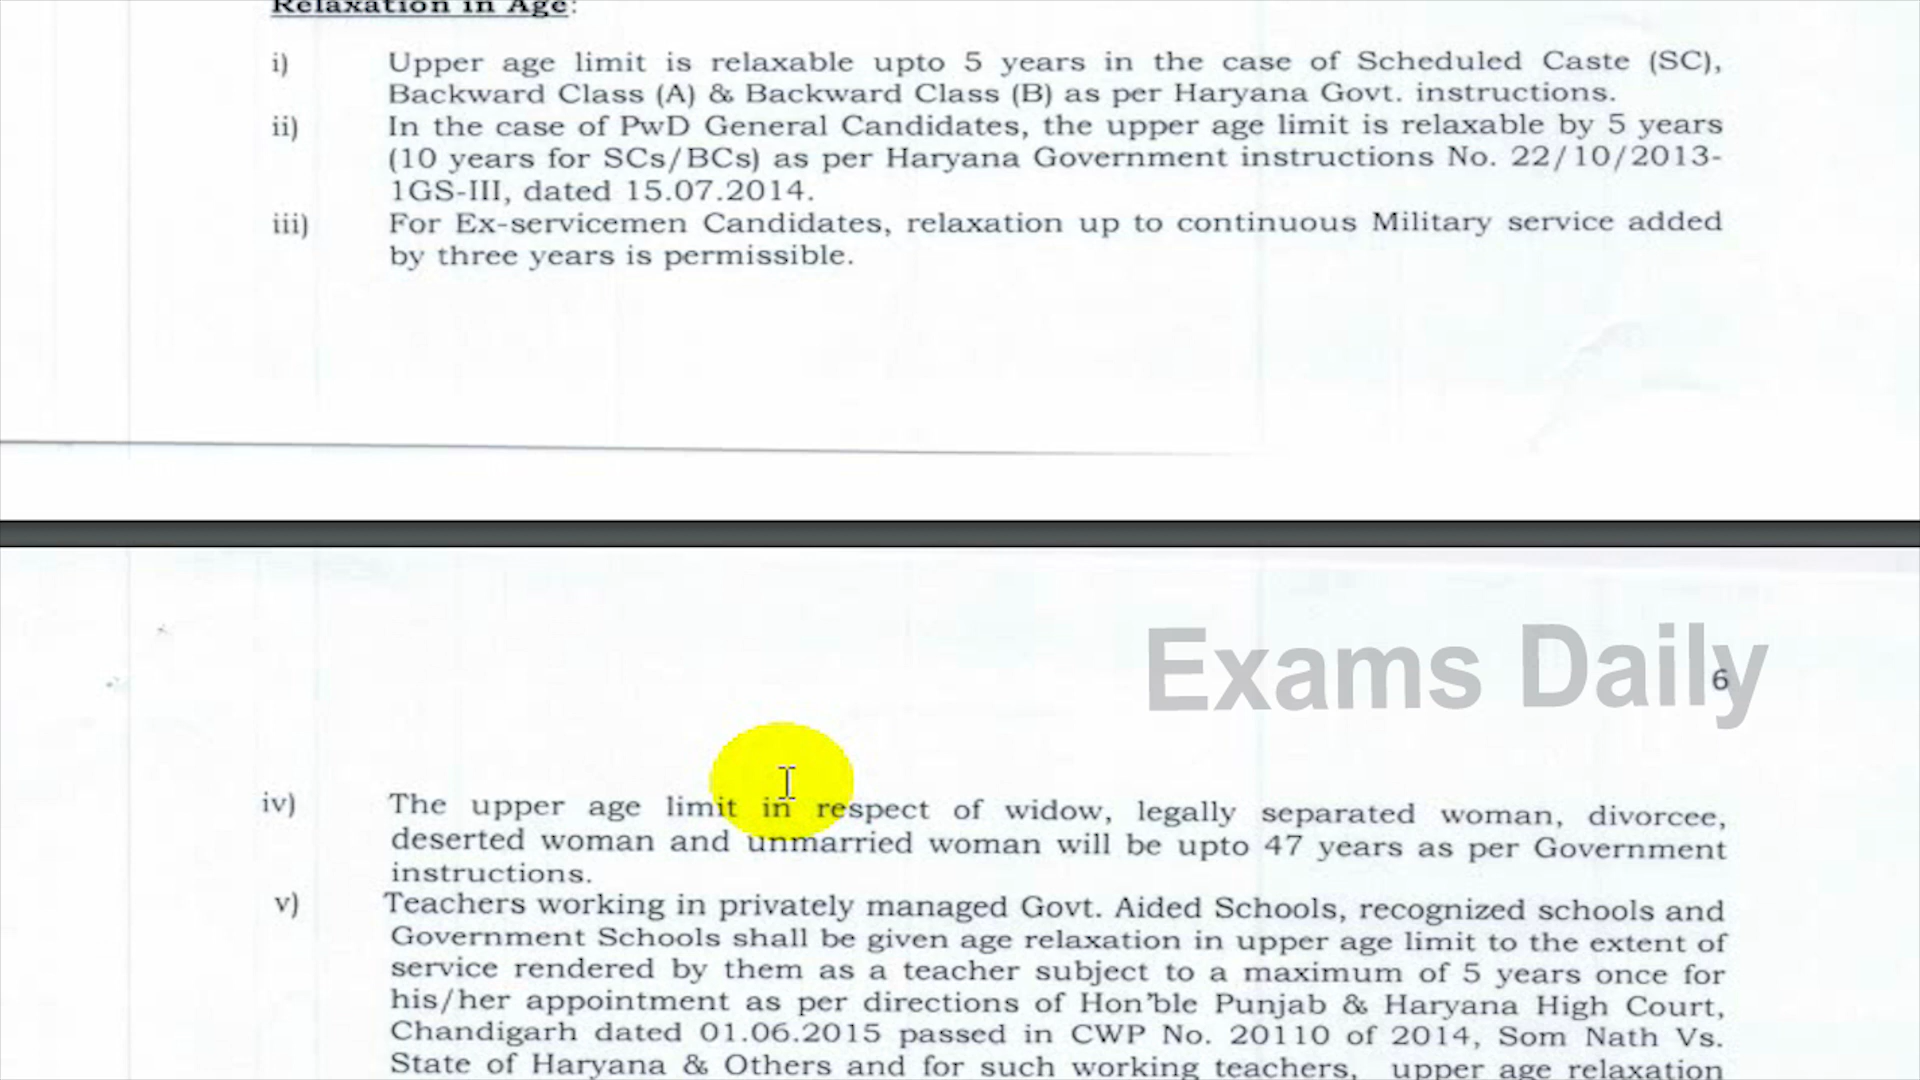 Relaxation in Age:
i) Upper age limit is relaxable upto 5 years in the case of Scheduled Caste (SC),
Backward Class (A) & Backward Class (B) as per Haryana Govt. instructions.
ii) In the case of PwD General Candidates, the upper age limit is relaxable by 5 years
(10 years for SCs/BCs) as per Haryana Government instructions No. 22/10/2013-
1GS-III, dated 15.07.2014.
iii) For Ex-servicemen Candidates, relaxation up to continuous Military service added
by three years is permissible.
Exams Daily
6
iv) The upper age limit in respect of widow, legally separated woman, divorcee,
deserted woman and unmarried woman will be upto 47 years as per Government
instructions.
v) Teachers working in privately managed Govt. Aided Schools, recognized schools and
Government Schools shall be given age relaxation in upper age limit to the extent of
service rendered by them as a teacher subject to a maximum of 5 years once for
his/her appointment as per directions of Hon'ble Punjab & Haryana High Court,
Chandigarh dated 01.06.2015 passed in CWP No. 20110 of 2014, Som Nath Vs.
State of Haryana & Others and for such working teachers, upper age relaxation